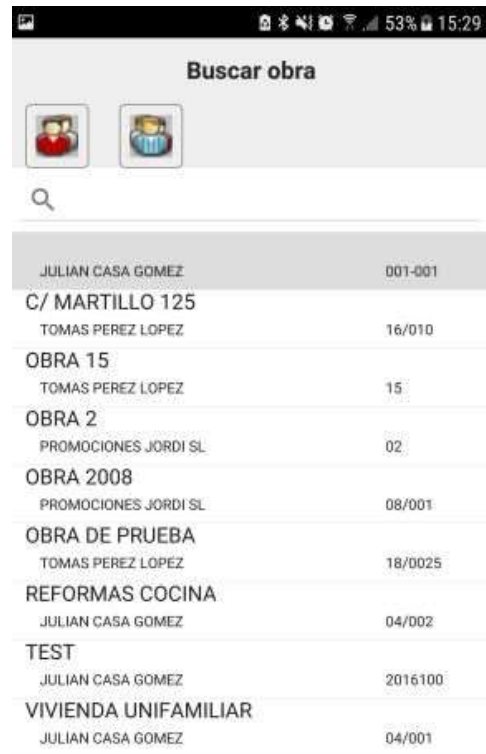 53% 15:29
Buscar obra
JULIAN CASA GOMEZ 001-001
C/ MARTILLO 125
TOMAS PEREZ LOPEZ 16/010
OBRA 15
TOMAS PEREZ LOPEZ 15
OBRA 2
PROMOCIONES JORDI SL 02
OBRA 2008
PROMOCIONES JORDI SL 08/001
OBRA DE PRUEBA
TOMAS PEREZ LOPEZ 18/0025
REFORMAS COCINA
JULIAN CASA GOMEZ 04/002
TEST
JULIAN CASA GOMEZ 2016100
VIVIENDA UNIFAMILIAR
JULIAN CASA GOMEZ 04/001